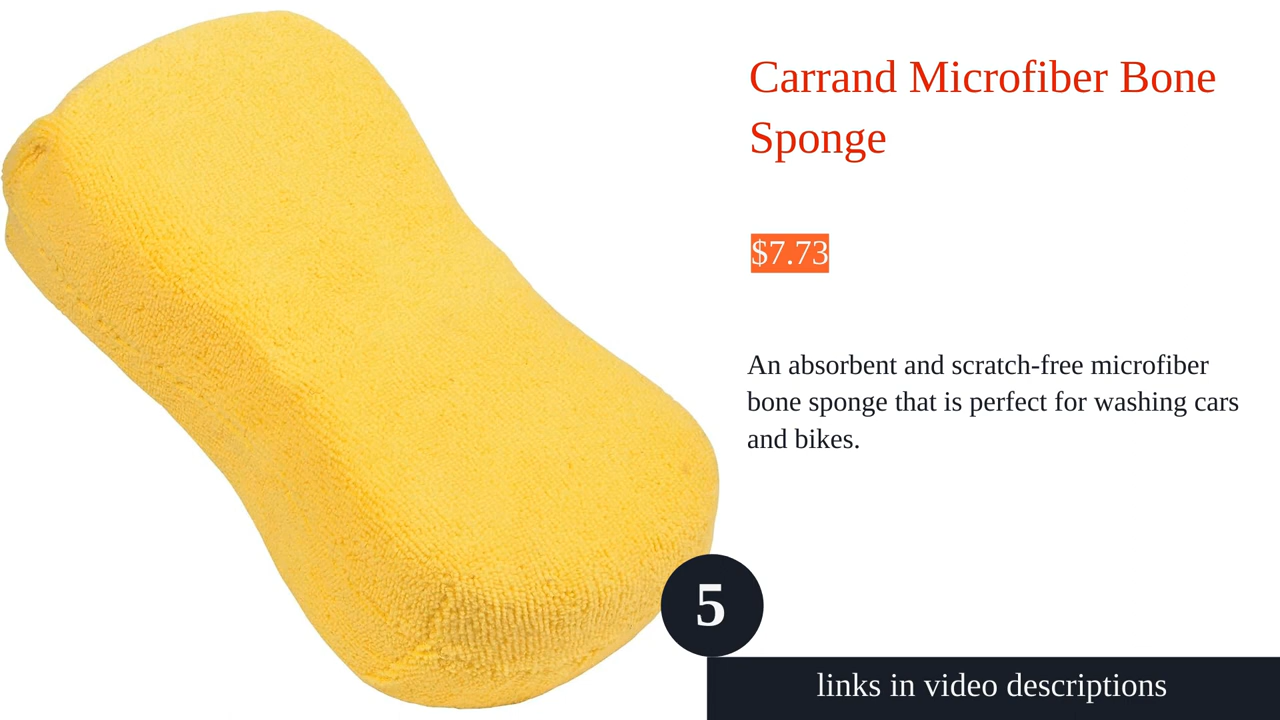 Carrand Microfiber Bone
Sponge
$7.73
An absorbent and scratch-free microfiber
bone sponge that is perfect for washing cars
and bikes.
5
links in video descriptions